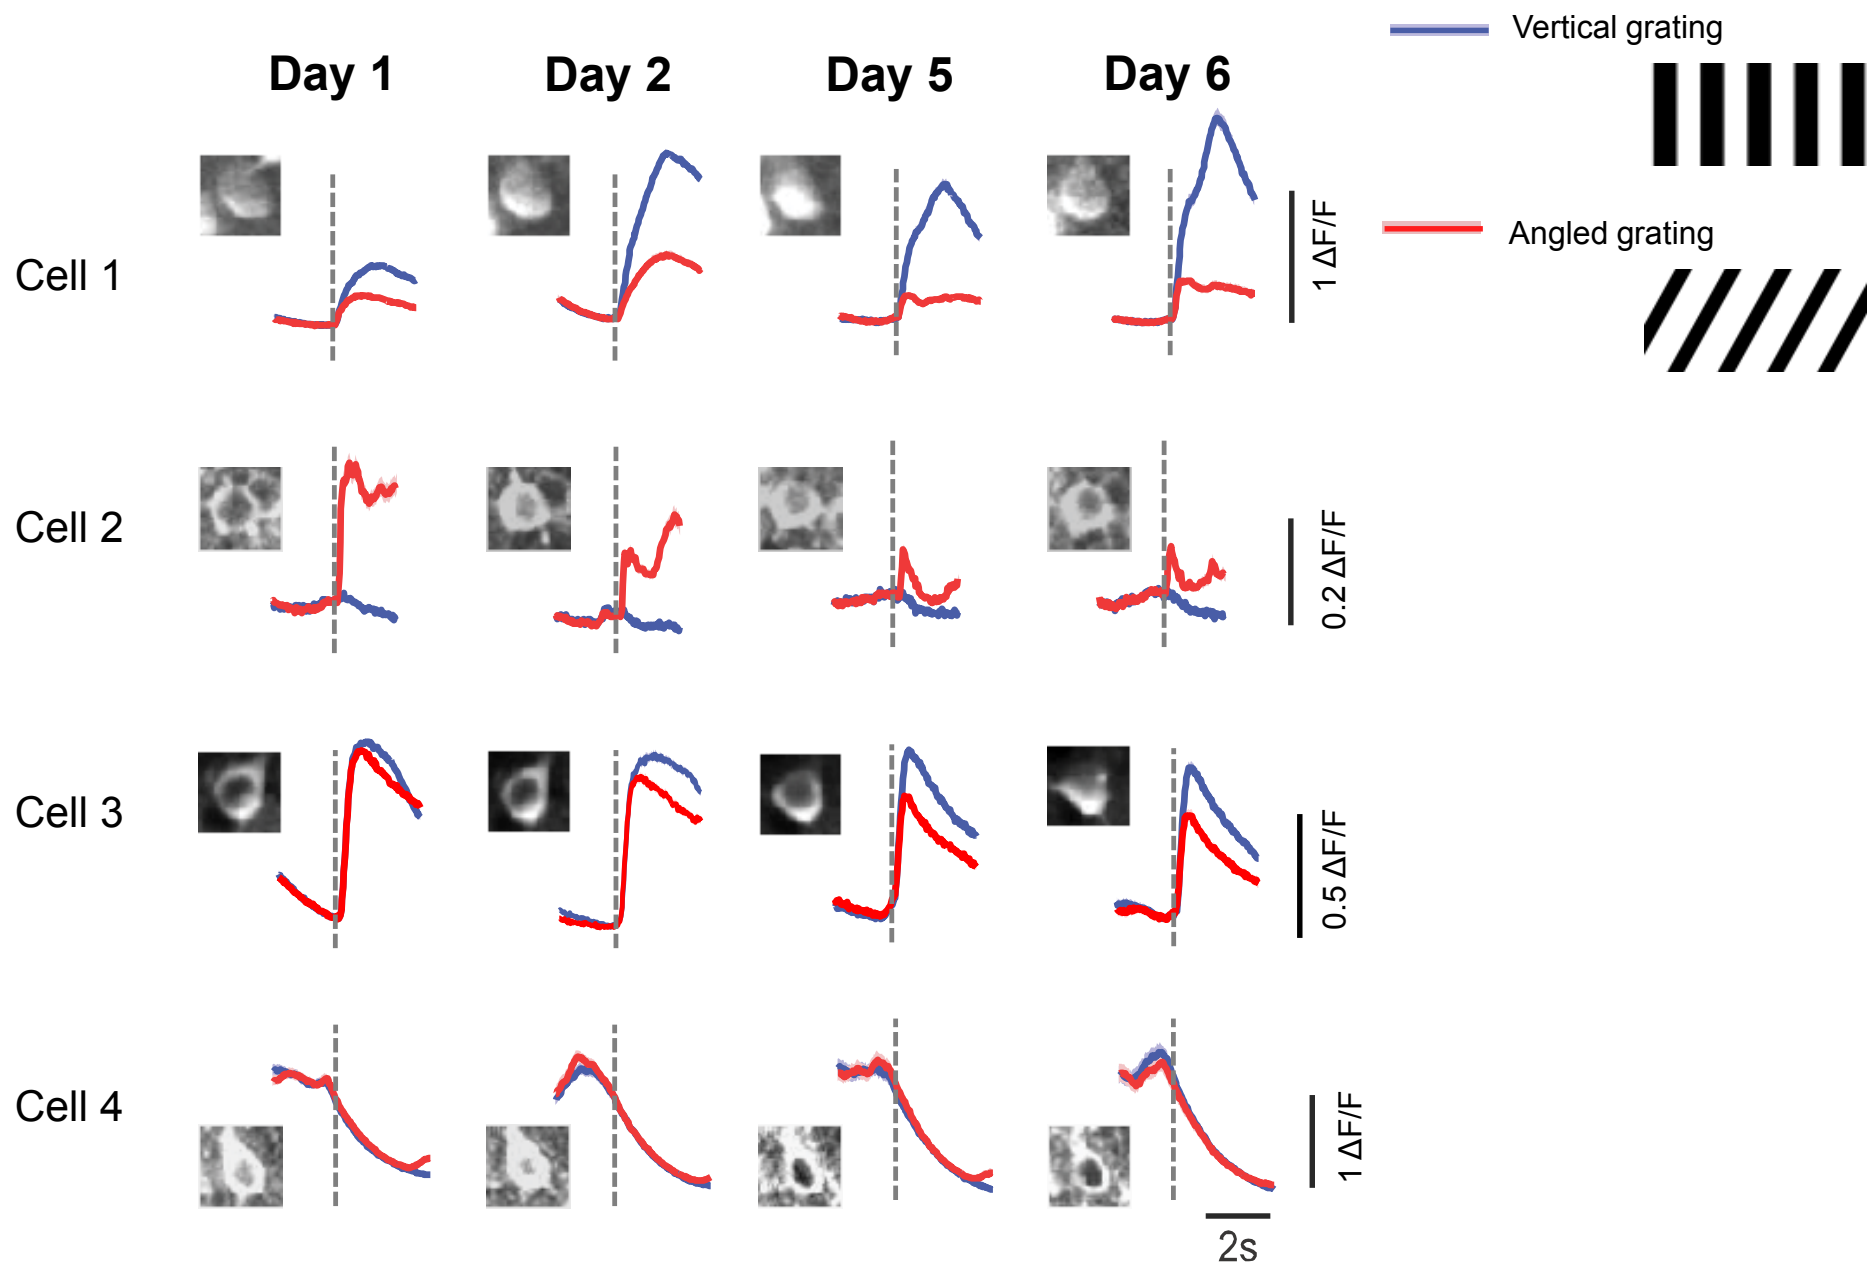 Vertical grating
Day 1
Day 2
Day 5
Day 6
Angled grating
Cell 1
1 ΔF/F
Cell 2
0.2 ΔF/F
Cell 3
0.5 ΔF/F
Cell 4
1 ΔF/F
2s